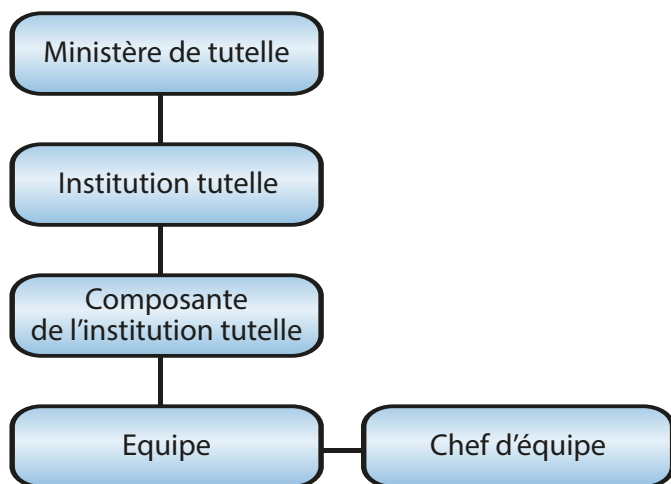 Ministère de tutelle
Institution tutelle
Composante
de l’institution tutelle
Equipe
Chef d’équipe